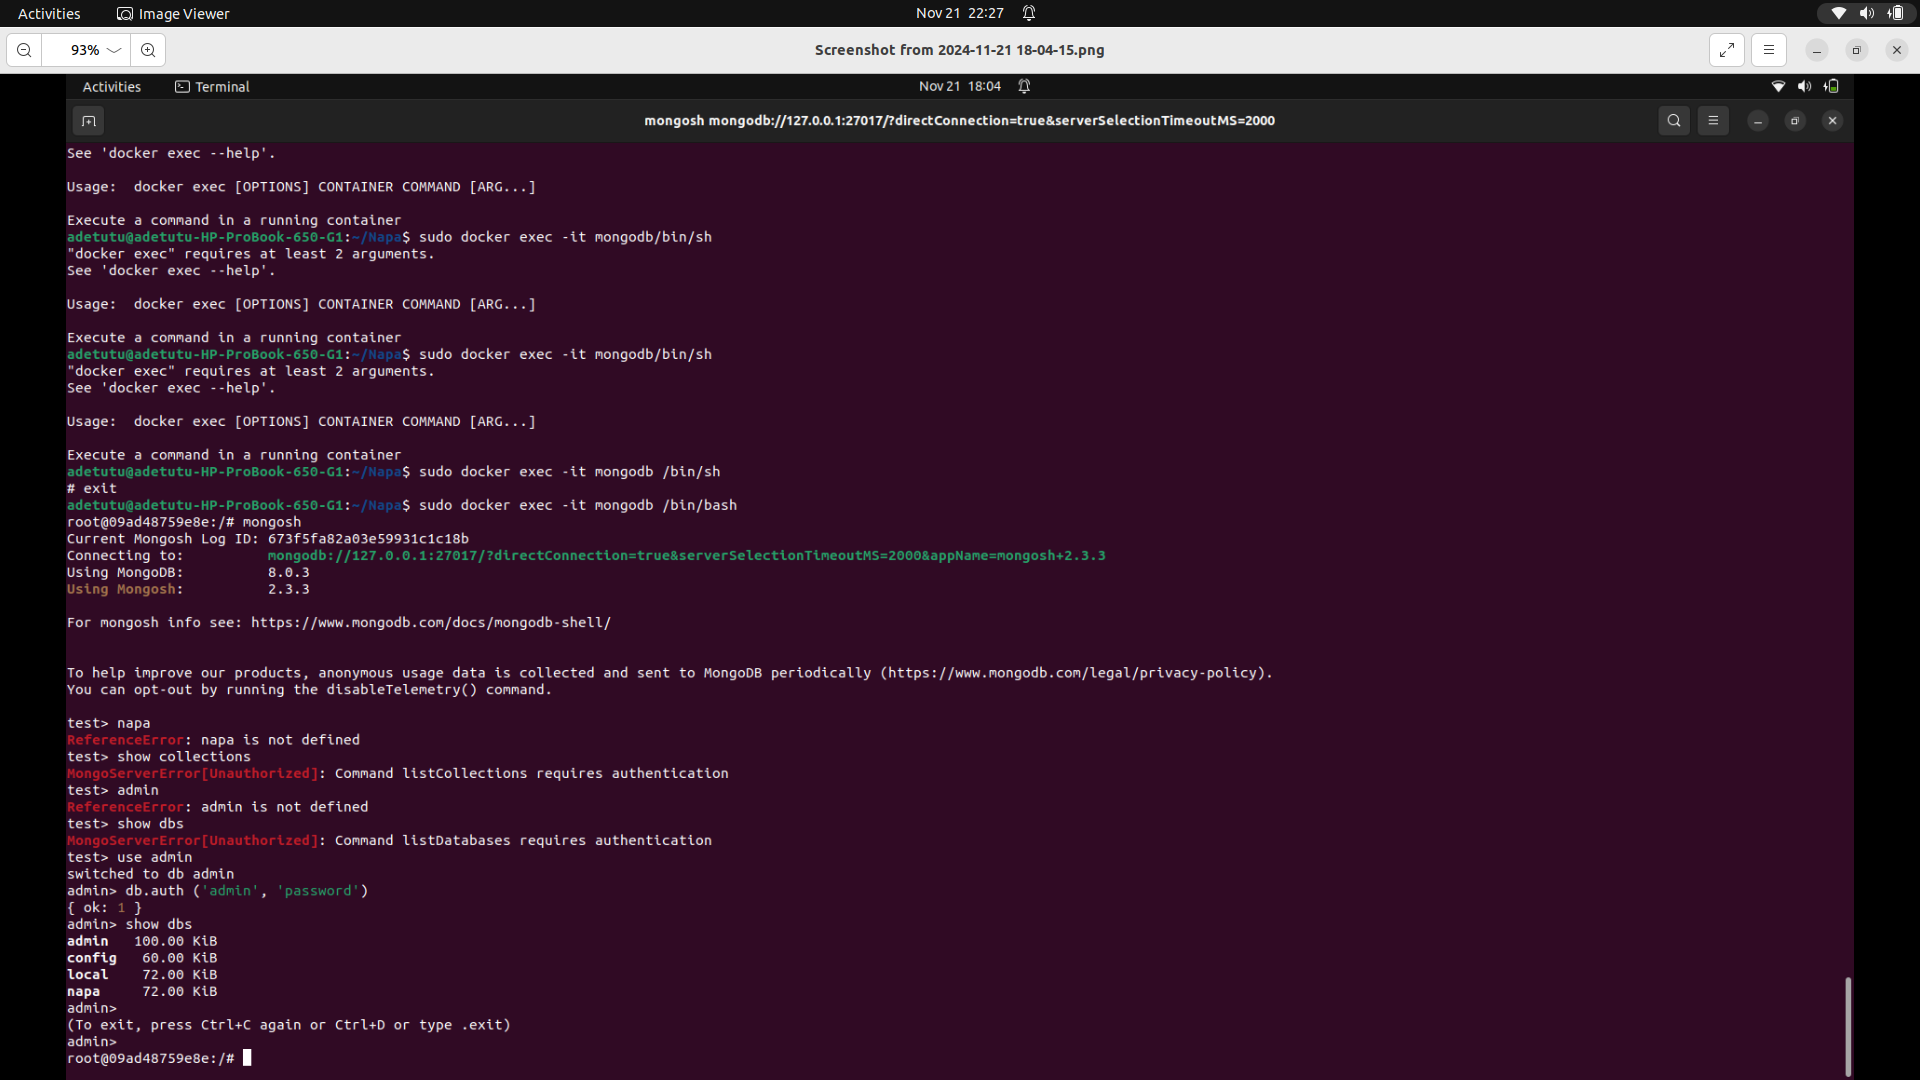 Activities Image Viewer Nov 21 22:27
93% Screenshot from 2024-11-21 18-04-15.png
Activities Terminal Nov 21 18:04
mongosh mongodb://127.0.0.1:27017/?directConnection=true&serverSelectionTimeoutMS=2000
See 'docker exec --help'.
Usage:  docker exec [OPTIONS] CONTAINER COMMAND [ARG...]
Execute a command in a running container
adetutu@adetutu-HP-ProBook-650-G1:~/Napa$ sudo docker exec -it mongodb/bin/sh
"docker exec" requires at least 2 arguments.
See 'docker exec --help'.
Usage:  docker exec [OPTIONS] CONTAINER COMMAND [ARG...]
Execute a command in a running container
adetutu@adetutu-HP-ProBook-650-G1:~/Napa$ sudo docker exec -it mongodb/bin/sh
"docker exec" requires at least 2 arguments.
See 'docker exec --help'.
Usage:  docker exec [OPTIONS] CONTAINER COMMAND [ARG...]
Execute a command in a running container
adetutu@adetutu-HP-ProBook-650-G1:~/Napa$ sudo docker exec -it mongodb /bin/sh
# exit
adetutu@adetutu-HP-ProBook-650-G1:~/Napa$ sudo docker exec -it mongodb /bin/bash
root@09ad48759e8e:/# mongosh
Current Mongosh Log ID: 673f5fa82a03e59931c1c18b
Connecting to:          mongodb://127.0.0.1:27017/?directConnection=true&serverSelectionTimeoutMS=2000&appName=mongosh+2.3.3
Using MongoDB:          8.0.3
Using Mongosh:          2.3.3
For mongosh info see: https://www.mongodb.com/docs/mongodb-shell/
To help improve our products, anonymous usage data is collected and sent to MongoDB periodically (https://www.mongodb.com/legal/privacy-policy).
You can opt-out by running the disableTelemetry() command.
test> napa
ReferenceError: napa is not defined
test> show collections
MongoServerError[Unauthorized]: Command listCollections requires authentication
test> admin
ReferenceError: admin is not defined
test> show dbs
MongoServerError[Unauthorized]: Command listDatabases requires authentication
test> use admin
switched to db admin
admin> db.auth ('admin', 'password')
{ ok: 1 }
admin> show dbs
admin   100.00 KiB
config   60.00 KiB
local    72.00 KiB
napa     72.00 KiB
admin>
(To exit, press Ctrl+C again or Ctrl+D or type .exit)
admin>
root@09ad48759e8e:/#